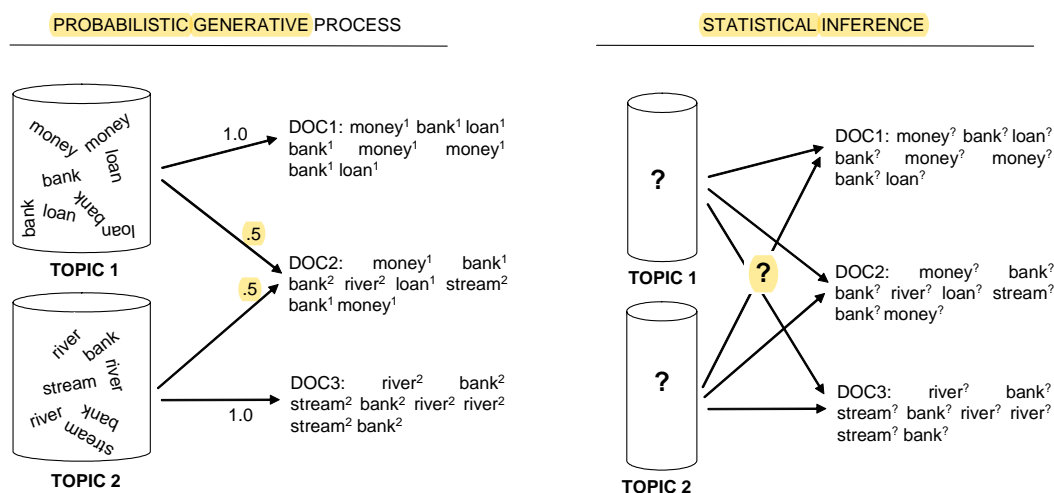 PROBABILISTIC GENERATIVE PROCESS
money
money
loan
bank
bank
loan
bank
loan
TOPIC 1
river
bank
river
stream
river
bank
stream
TOPIC 2
1.0
.5
.5
1.0
DOC1: money¹ bank¹ loan¹
bank¹ money¹ money¹
bank¹ loan¹
DOC2: money¹ bank¹
bank² river² loan¹ stream²
bank¹ money¹
DOC3: river² bank²
stream² bank² river² river²
stream² bank²
STATISTICAL INFERENCE
?
TOPIC 1
?
TOPIC 2
?
DOC1: money? bank? loan?
bank? money? money?
bank? loan?
DOC2: money? bank?
bank? river? loan? stream?
bank? money?
DOC3: river? bank?
stream? bank? river? river?
stream? bank?